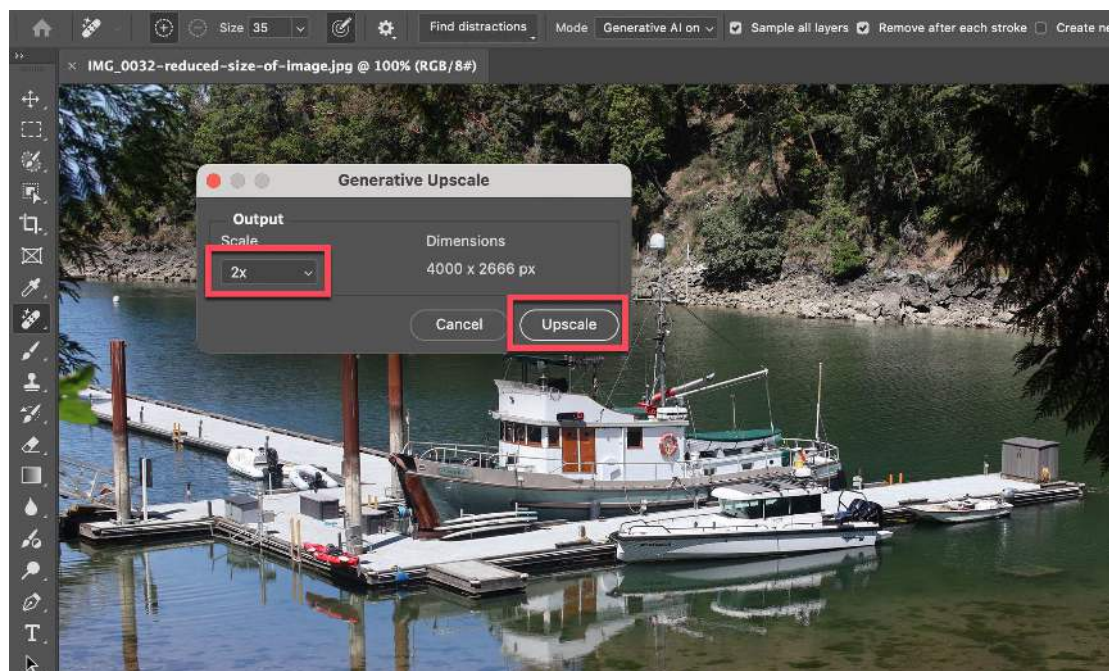 Size 35 Find distractions Mode Generative AI on Sample all layers Remove after each stroke Create ne
× IMG_0032-reduced-size-of-image.jpg @ 100% (RGB/8#)
Generative Upscale
Output
Scale Dimensions
2x 4000 x 2666 px
Cancel Upscale